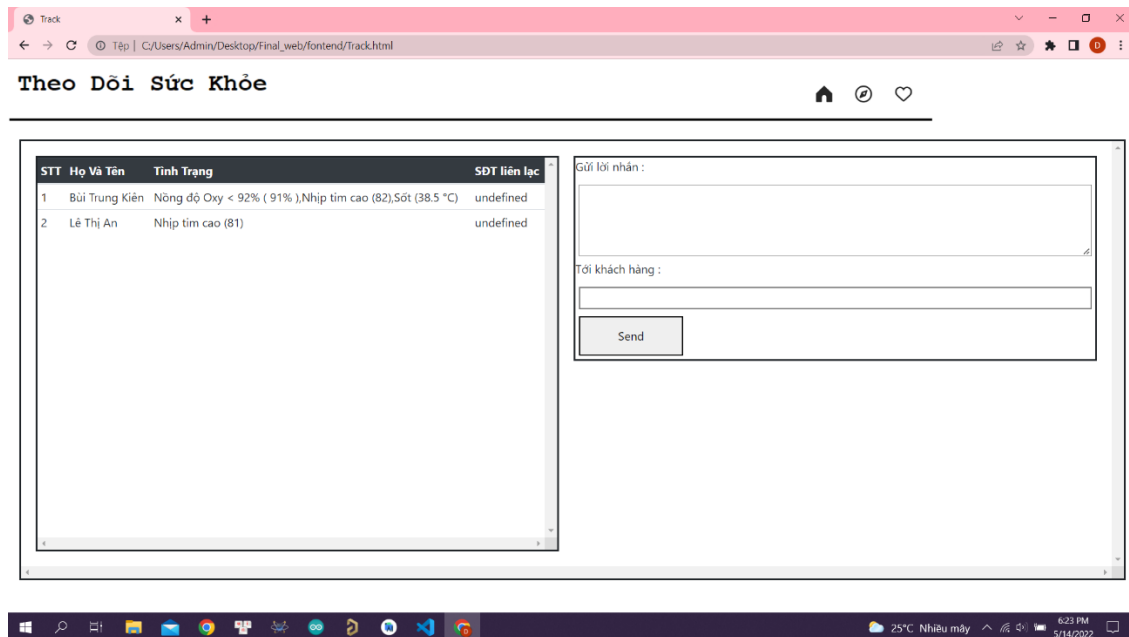 Track
Tệp | C:/Users/Admin/Desktop/Final_web/fontend/Track.html
D
Theo Dõi Sức Khỏe
STT Họ Và Tên Tình Trạng SĐT liên lạc
1 Bùi Trung Kiên Nồng độ Oxy < 92% ( 91% ),Nhịp tim cao (82),Sốt (38.5 °C) undefined
2 Lê Thị An Nhịp tim cao (81) undefined
Gửi lời nhắn :
Tới khách hàng :
Send
25°C Nhiều mây
6:23 PM
5/14/2022